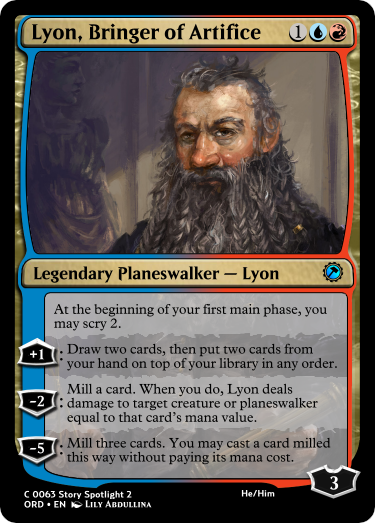 Lyon, Bringer of Artifice 1
Legendary Planeswalker — Lyon
At the beginning of your first main phase, you
may scry 2.
+1: Draw two cards, then put two cards from
your hand on top of your library in any order.
-2: Mill a card. When you do, Lyon deals
damage to target creature or planeswalker
equal to that card's mana value.
-5: Mill three cards. You may cast a card milled
this way without paying its mana cost.
3
C 0063 Story Spotlight 2 He/Him
ORD • EN Lily Abdullina